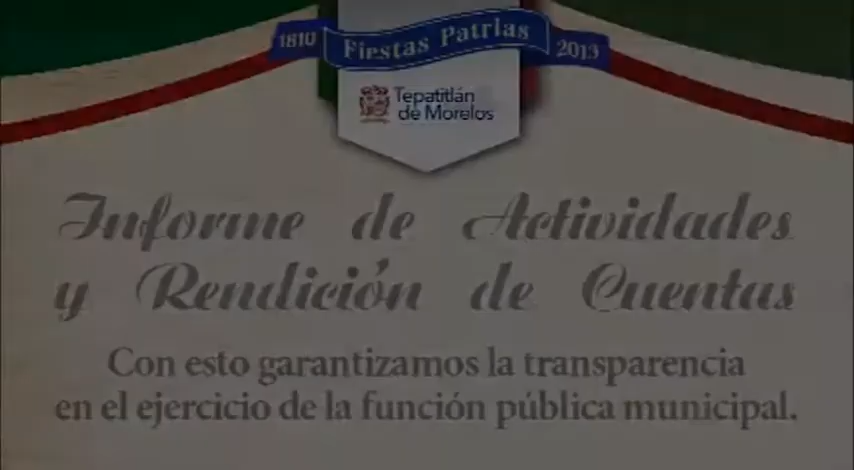 1810 Fiestas Patrias 2013
Tepatitlán
de Morelos
Informe de Actividades
y Rendición de Cuentas
Con esto garantizamos la transparencia
en el ejercicio de la función pública municipal.